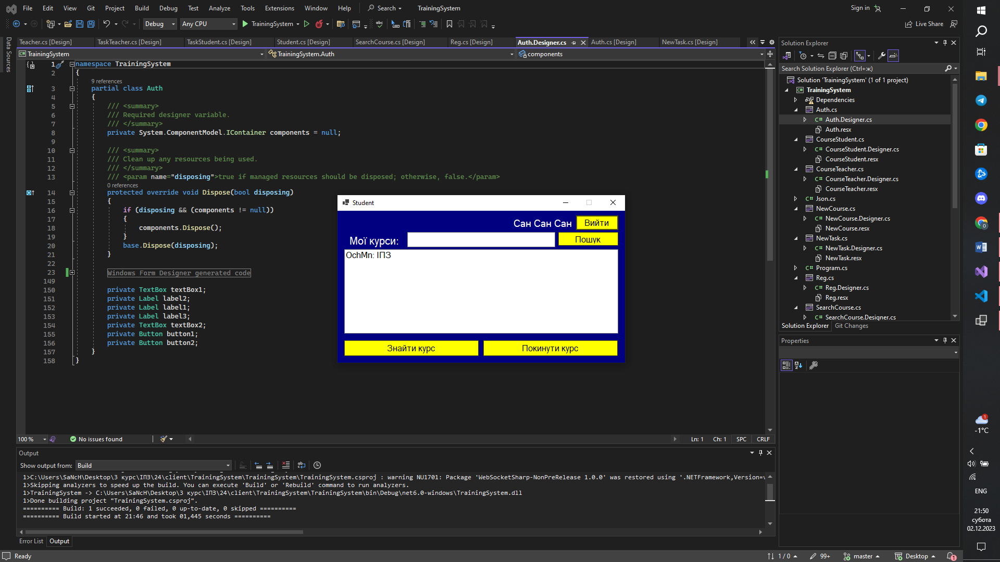 File Edit View Git Project Build Debug Test Analyze Tools Extensions Window Help Search TrainingSystem Sign in
Debug Any CPU TrainingSystem Live Share
Data Sources
Teacher.cs [Design] TaskTeacher.cs [Design] TaskStudent.cs [Design] Student.cs [Design] SearchCourse.cs [Design] Reg.cs [Design] Auth.Designer.cs Auth.cs [Design] NewTask.cs [Design]
TrainingSystem TrainingSystem.Auth components
1 namespace TrainingSystem
2 {
9 references
3 partial class Auth
4 {
5 /// <summary>
6 /// Required designer variable.
7 /// </summary>
8 private System.ComponentModel.IContainer components = null;
9
10 /// <summary>
11 /// Clean up any resources being used.
12 /// </summary>
13 /// <param name="disposing">true if managed resources should be disposed; otherwise, false.</param>
0 references
14 protected override void Dispose(bool disposing)
15 {
16 if (disposing && (components != null))
17 {
18 components.Dispose();
19 }
20 base.Dispose(disposing);
21 }
22
23 Windows Form Designer generated code
149
150 private TextBox textBox1;
151 private Label label2;
152 private Label label1;
153 private Label label3;
154 private TextBox textBox2;
155 private Button button1;
156 private Button button2;
157 }
158 }
Student
Сан Сан Сан Вийти
Мої курси: Пошук
OchMn: ІПЗ
Знайти курс Покинути курс
100 % No issues found Ln: 1 Ch: 1 SPC CRLF
Output
Show output from: Build
1>C:\Users\SaNcH\Desktop\3 курс\ІПЗ\24\client\TrainingSystem\TrainingSystem\TrainingSystem.csproj : warning NU1701: Package 'WebSocketSharp-NonPreRelease 1.0.0' was restored using '.NETFramework,Version=v
1>Skipping analyzers to speed up the build. You can execute 'Build' or 'Rebuild' command to run analyzers.
1>TrainingSystem -> C:\Users\SaNcH\Desktop\3 курс\ІПЗ\24\client\TrainingSystem\TrainingSystem\bin\Debug\net6.0-windows\TrainingSystem.dll
1>Done building project "TrainingSystem.csproj".
========== Build: 1 succeeded, 0 failed, 0 up-to-date, 0 skipped ==========
========== Build started at 21:46 and took 01,445 seconds ==========
Error List Output
Ready 1 / 0 99+ master Desktop 1
Solution Explorer
Search Solution Explorer (Ctrl+ж)
Solution 'TrainingSystem' (1 of 1 project)
TrainingSystem
Dependencies
Auth.cs
C# Auth.Designer.cs
Auth.resx
CourseStudent.cs
C# CourseStudent.Designer.cs
CourseStudent.resx
CourseTeacher.cs
C# CourseTeacher.Designer.cs
CourseTeacher.resx
C# Json.cs
NewCourse.cs
C# NewCourse.Designer.cs
NewCourse.resx
NewTask.cs
C# NewTask.Designer.cs
NewTask.resx
C# Program.cs
Reg.cs
C# Reg.Designer.cs
Reg.resx
SearchCourse.cs
C# SearchCourse.Designer.cs
Solution Explorer Git Changes
Properties
1
-1°C
ENG
21:50
субота
02.12.2023